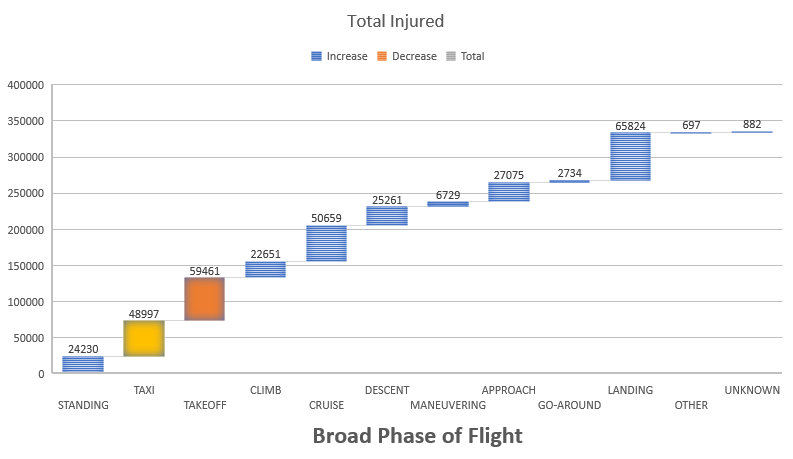 Total Injured
Increase Decrease Total
400000
350000
300000
250000
200000
150000
100000
50000
0
24230
48997
59461
22651
50659
25261
6729
27075
2734
65824
697
882
STANDING
TAXI
TAKEOFF
CLIMB
CRUISE
DESCENT
MANEUVERING
APPROACH
GO-AROUND
LANDING
OTHER
UNKNOWN
Broad Phase of Flight